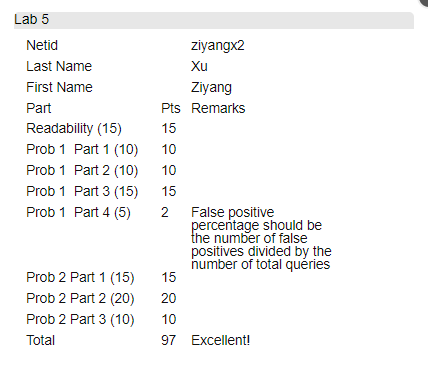 Lab 5
Netid ziyangx2
Last Name Xu
First Name Ziyang
Part Pts Remarks
Readability (15) 15
Prob 1 Part 1 (10) 10
Prob 1 Part 2 (10) 10
Prob 1 Part 3 (15) 15
Prob 1 Part 4 (5) 2 False positive
percentage should be
the number of false
positives divided by the
number of total queries
Prob 2 Part 1 (15) 15
Prob 2 Part 2 (20) 20
Prob 2 Part 3 (10) 10
Total 97 Excellent!